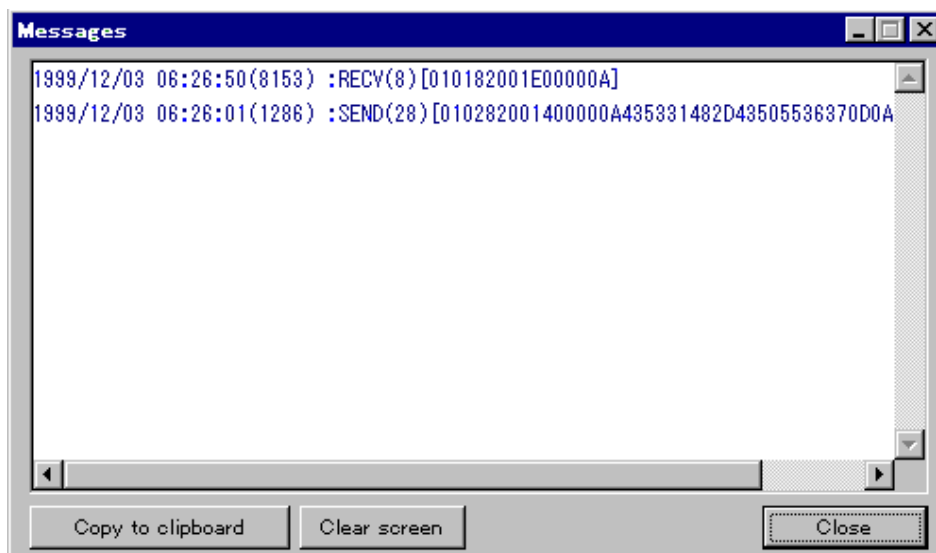 Messages
1999/12/03 06:26:50(8153) :RECV(8)[010182001E00000A]
1999/12/03 06:26:01(1286) :SEND(28)[010282001400000A435331482D43505536370D0A
Copy to clipboard
Clear screen
Close